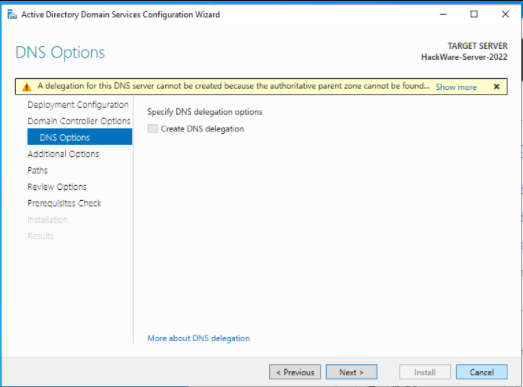 Active Directory Domain Services Configuration Wizard
DNS Options
TARGET SERVER
HackWare-Server-2022
A delegation for this DNS server cannot be created because the authoritative parent zone cannot be found... Show more
Deployment Configuration
Domain Controller Options
DNS Options
Additional Options
Paths
Review Options
Prerequisites Check
Installation
Results
Specify DNS delegation options
Create DNS delegation
More about DNS delegation
< Previous
Next >
Install
Cancel